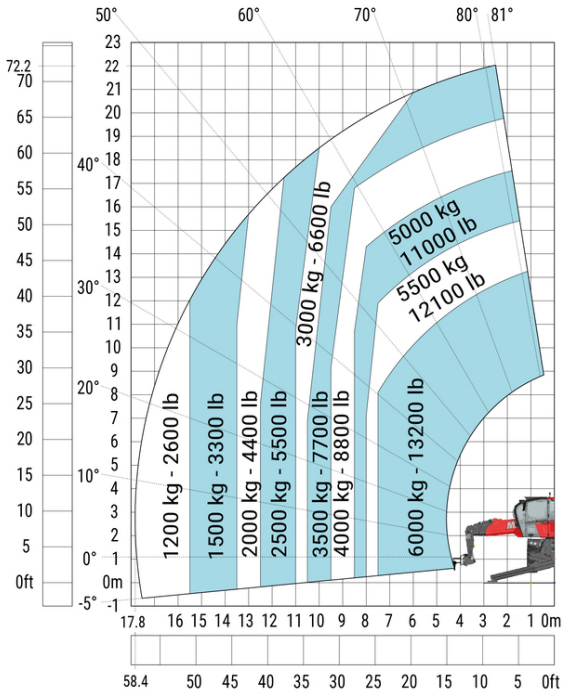 50° 60° 70° 80° 81°
23
72.2 22
70 21
20
65 19
60 18 40°
17
55 16
50 15
14
45 13 30°
40 12
11
35 10
30 9
8 20°
25 7
20 6
5
15 4 10°
10 3
2
5 1 0°
0ft 0m
-1 -5°
1200 kg - 2600 lb
1500 kg - 3300 lb
2000 kg - 4400 lb
2500 kg - 5500 lb
3000 kg - 6600 lb
3500 kg - 7700 lb
4000 kg - 8800 lb
5000 kg
11000 lb
5500 kg
12100 lb
6000 kg - 13200 lb
17.8 16 15 14 13 12 11 10 9 8 7 6 5 4 3 2 1 0m
58.4 50 45 40 35 30 25 20 15 10 5 0ft